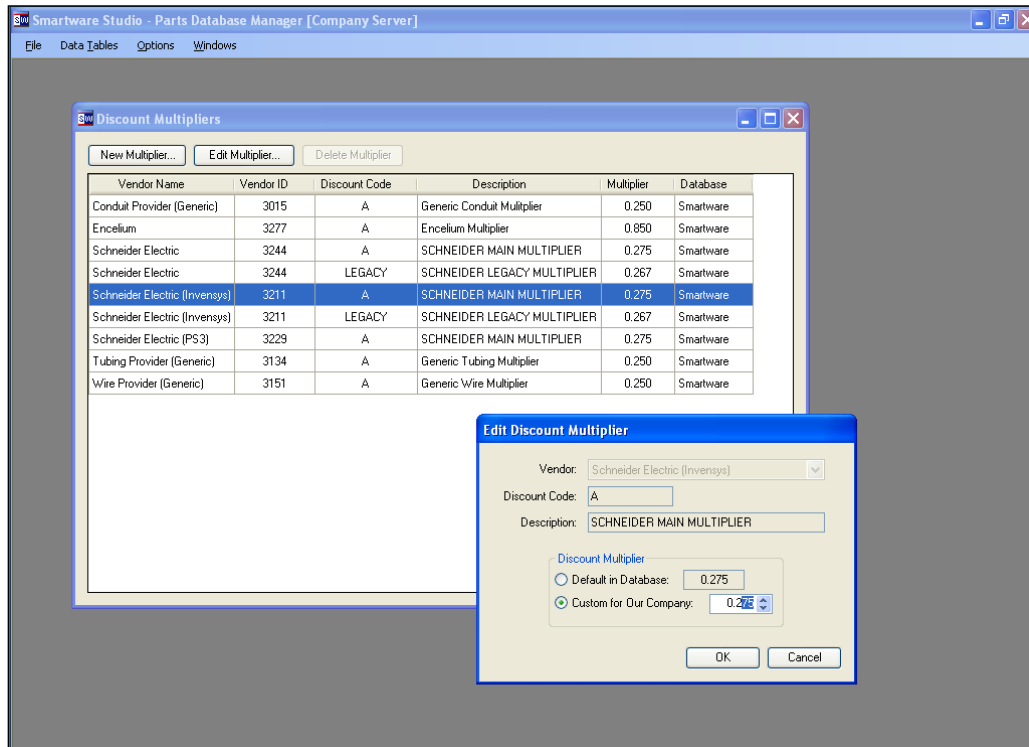 SW Smartware Studio - Parts Database Manager [Company Server]
File Data Tables Options Windows
SW Discount Multipliers
New Multiplier... Edit Multiplier... Delete Multiplier
Vendor Name Vendor ID Discount Code Description Multiplier Database
Conduit Provider (Generic) 3015 A Generic Conduit Mulitplier 0.250 Smartware
Encelium 3277 A Encelium Multiplier 0.850 Smartware
Schneider Electric 3244 A SCHNEIDER MAIN MULTIPLIER 0.275 Smartware
Schneider Electric 3244 LEGACY SCHNEIDER LEGACY MULTIPLIER 0.267 Smartware
Schneider Electric (Invensys) 3211 A SCHNEIDER MAIN MULTIPLIER 0.275 Smartware
Schneider Electric (Invensys) 3211 LEGACY SCHNEIDER LEGACY MULTIPLIER 0.267 Smartware
Schneider Electric (PS3) 3229 A SCHNEIDER MAIN MULTIPLIER 0.275 Smartware
Tubing Provider (Generic) 3134 A Generic Tubing Multiplier 0.250 Smartware
Wire Provider (Generic) 3151 A Generic Wire Multiplier 0.250 Smartware
Edit Discount Multiplier
Vendor: Schneider Electric (Invensys)
Discount Code: A
Description: SCHNEIDER MAIN MULTIPLIER
Discount Multiplier
Default in Database: 0.275
Custom for Our Company: 0.275
OK Cancel